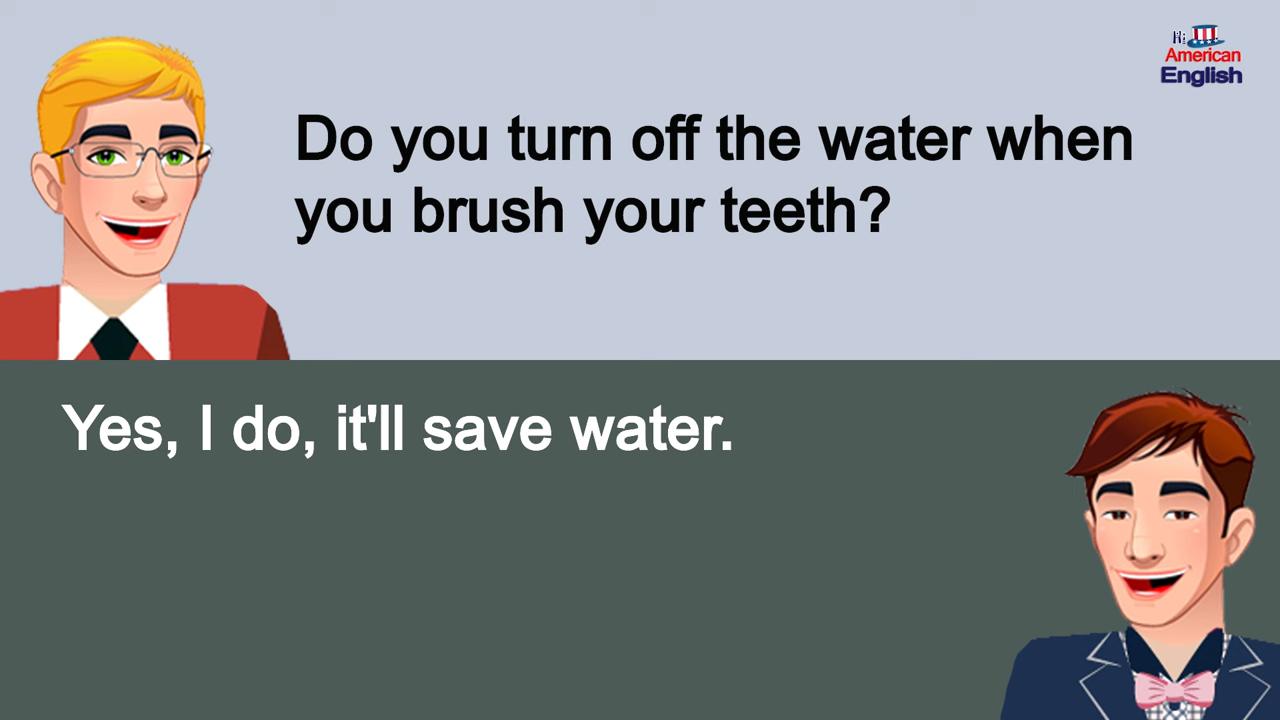 Hi
American
English
Do you turn off the water when
you brush your teeth?
Yes, I do, it'll save water.